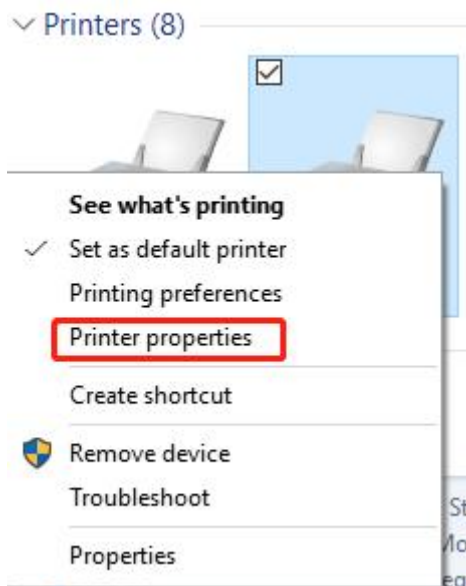 Printers (8)
See what's printing
Set as default printer
Printing preferences
Printer properties
Create shortcut
Remove device
Troubleshoot
Properties